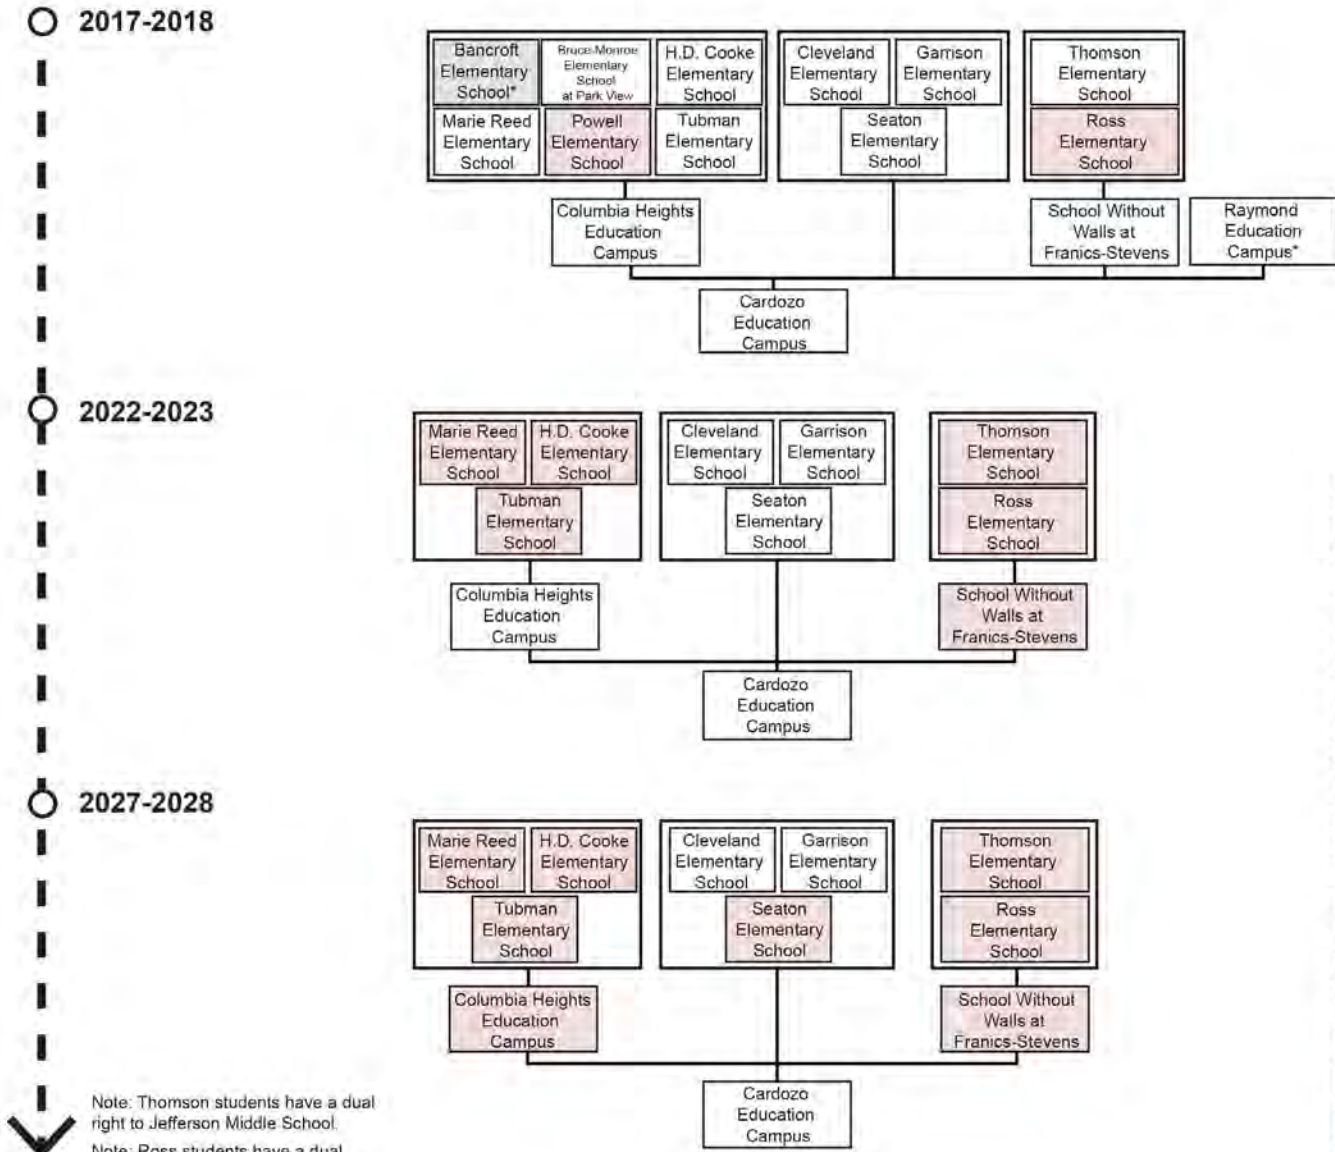 2017-2018
Bancroft
Elementary
School*
Bruce-Monroe
Elementary
School
at Park View
H.D. Cooke
Elementary
School
Marie Reed
Elementary
School
Powell
Elementary
School
Tubman
Elementary
School
Cleveland
Elementary
School
Garrison
Elementary
School
Seaton
Elementary
School
Thomson
Elementary
School
Ross
Elementary
School
Columbia Heights
Education
Campus
School Without
Walls at
Franics-Stevens
Raymond
Education
Campus*
Cardozo
Education
Campus
2022-2023
Marie Reed
Elementary
School
H.D. Cooke
Elementary
School
Tubman
Elementary
School
Cleveland
Elementary
School
Garrison
Elementary
School
Seaton
Elementary
School
Thomson
Elementary
School
Ross
Elementary
School
Columbia Heights
Education
Campus
School Without
Walls at
Franics-Stevens
Cardozo
Education
Campus
2027-2028
Marie Reed
Elementary
School
H.D. Cooke
Elementary
School
Tubman
Elementary
School
Cleveland
Elementary
School
Garrison
Elementary
School
Seaton
Elementary
School
Thomson
Elementary
School
Ross
Elementary
School
Columbia Heights
Education
Campus
School Without
Walls at
Franics-Stevens
Cardozo
Education
Campus
Note: Thomson students have a dual
right to Jefferson Middle School.
Note: Ross students have a dual